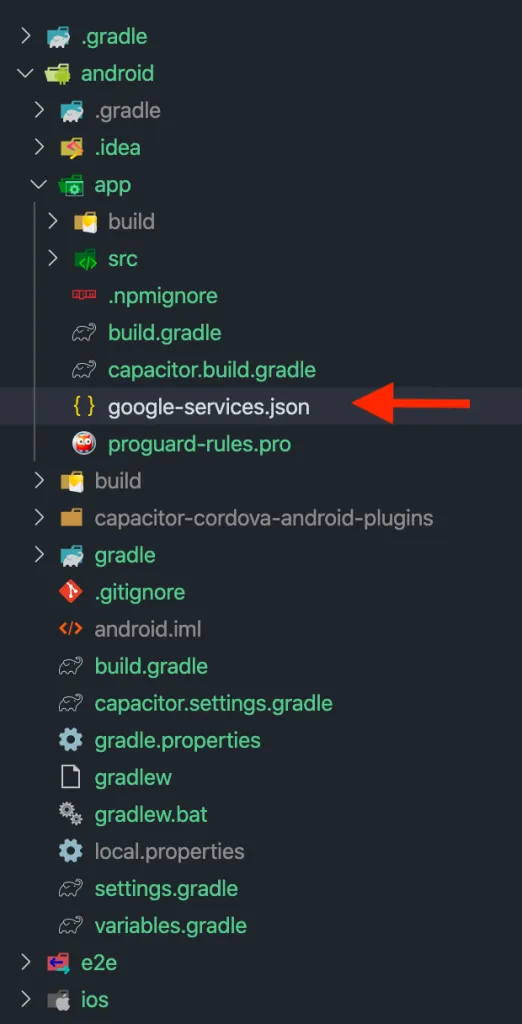 .gradle
android
.gradle
.idea
app
build
src
.npmignore
build.gradle
capacitor.build.gradle
{ } google-services.json
proguard-rules.pro
build
capacitor-cordova-android-plugins
gradle
.gitignore
android.iml
build.gradle
capacitor.settings.gradle
gradle.properties
gradlew
gradlew.bat
local.properties
settings.gradle
variables.gradle
e2e
ios